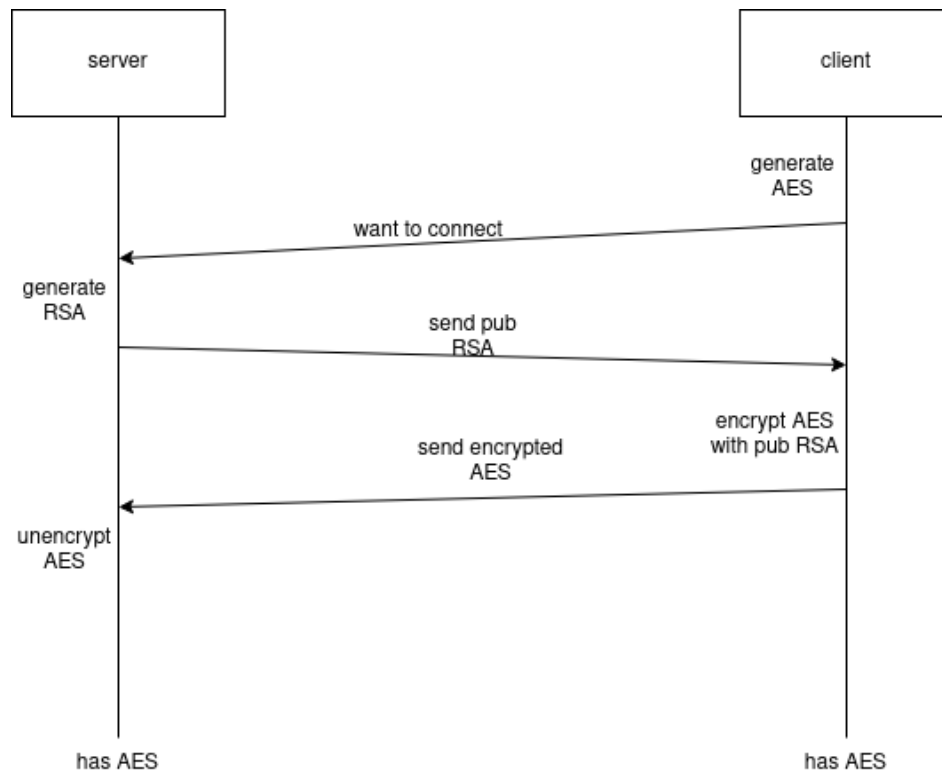 server
client
generate
AES
want to connect
generate
RSA
send pub
RSA
encrypt AES
with pub RSA
send encrypted
AES
unencrypt
AES
has AES
has AES